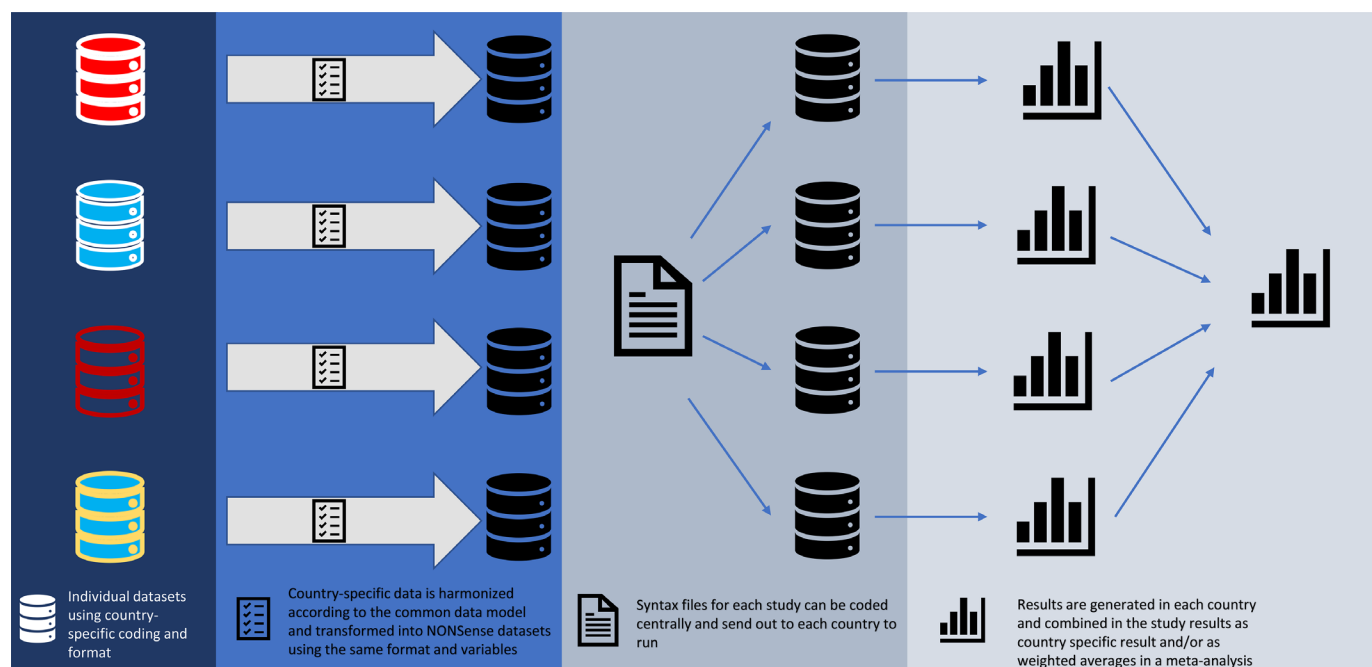 Individual datasets
using country-
specific coding and
format
Country-specific data is harmonized
according to the common data model
and transformed into NONSense datasets
using the same format and variables
Syntax files for each study can be coded
centrally and send out to each country to
run
Results are generated in each country
and combined in the study results as
country specific result and/or as
weighted averages in a meta-analysis